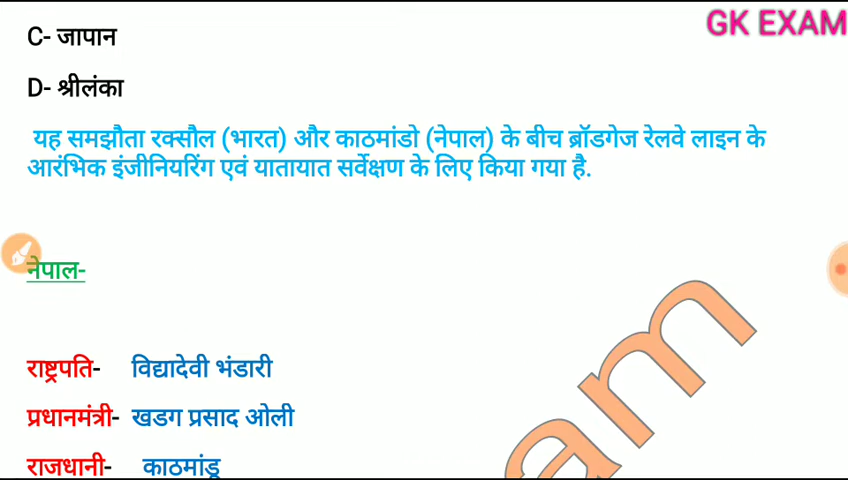 GK EXAM
C- जापान
D- श्रीलंका
यह समझौता रक्सौल (भारत) और काठमांडो (नेपाल) के बीच ब्रॉडगेज रेलवे लाइन के
आरंभिक इंजीनियरिंग एवं यातायात सर्वेक्षण के लिए किया गया है.
नेपाल-
राष्ट्रपति- विद्यादेवी भंडारी
प्रधानमंत्री- खडग प्रसाद ओली
राजधानी- काठमांडू
am